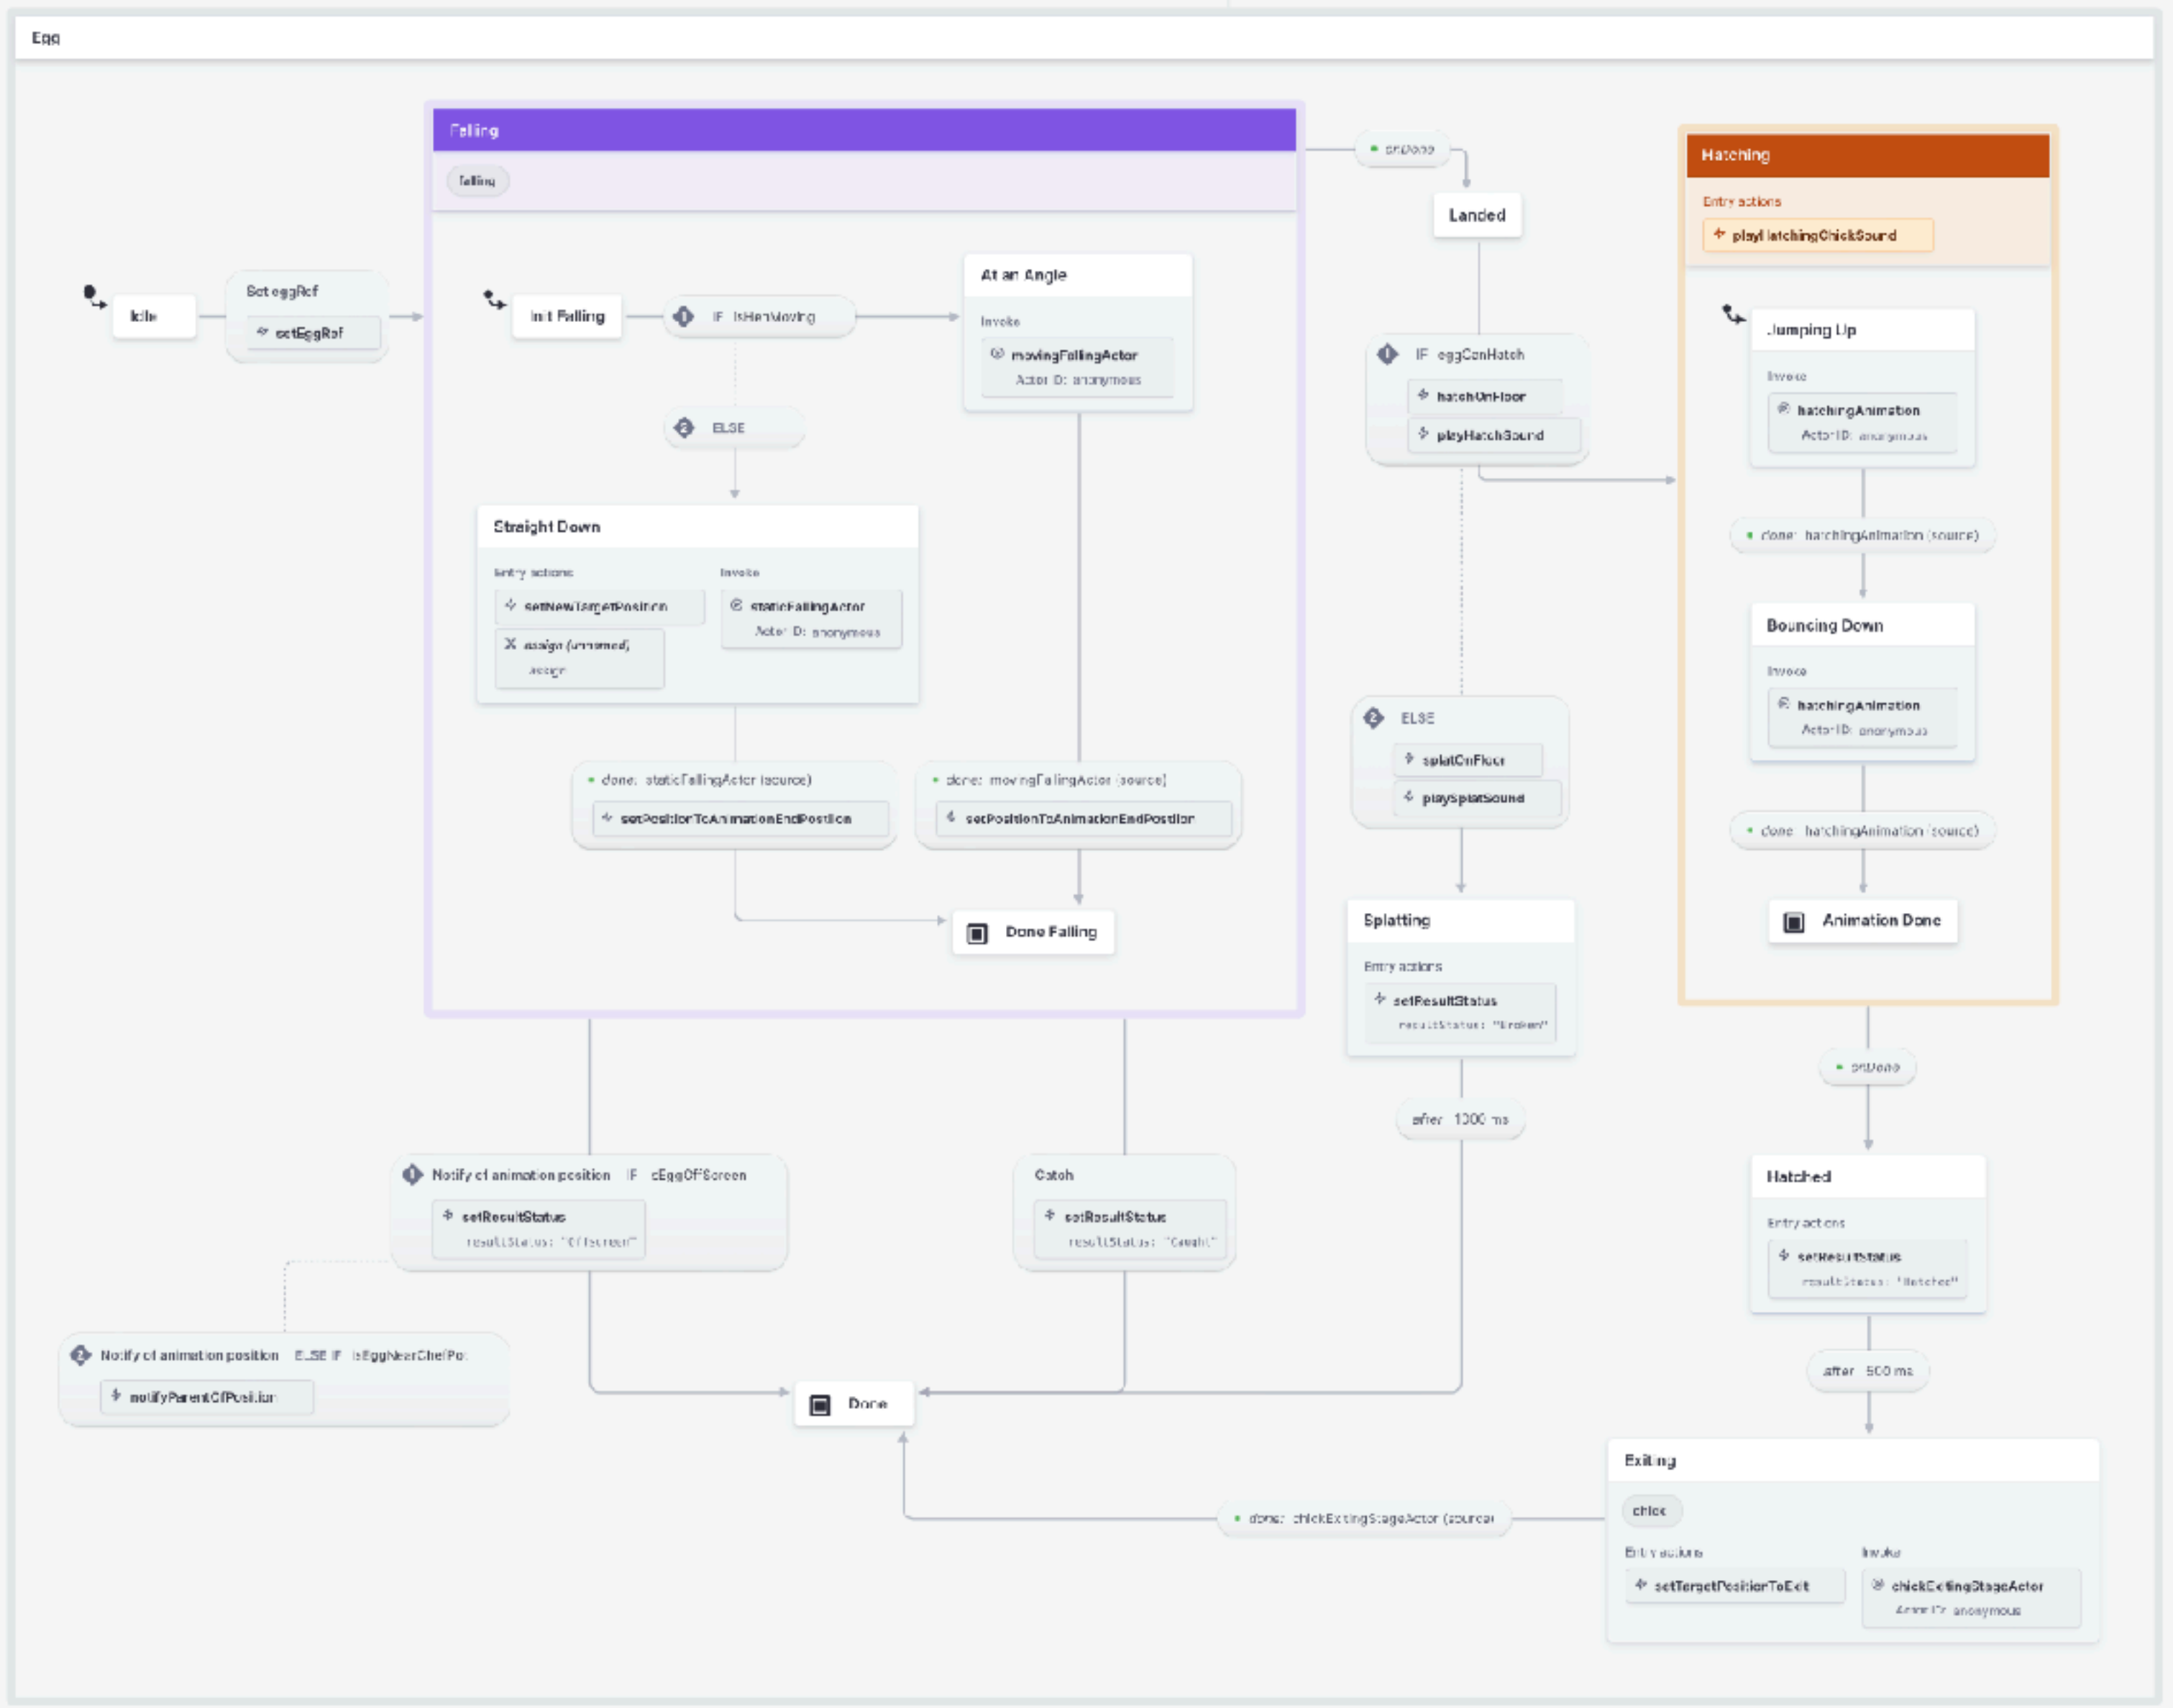 Egg
Falling
falling
Idle
Set eggRef
setEggRef
Init Falling
IF isHenMoving
ELSE
At an Angle
Invoke
movingFallingActor
Actor ID: anonymous
Straight Down
Entry actions
setNewTargetPosition
assign (unnamed)
assign
Invoke
staticFallingActor
Actor ID: anonymous
done: staticFallingActor (source)
setPositionToAnimationEndPostiion
done: movingFallingActor (source)
setPositionToAnimationEndPostiion
Done Falling
onDone
Landed
IF eggCanHatch
hatchOnFloor
playHatchSound
ELSE
splatOnFloor
playSplatSound
Splatting
Entry actions
setResultStatus
resultStatus: "Broken"
after 1000 ms
Hatching
Entry actions
playHatchingChickSound
Jumping Up
Invoke
hatchingAnimation
Actor ID: anonymous
done: hatchingAnimation (source)
Bouncing Down
Invoke
hatchingAnimation
Actor ID: anonymous
done: hatchingAnimation (source)
Animation Done
onDone
Hatched
Entry actions
setResultStatus
resultStatus: "Hatched"
after 500 ms
Exiting
chick
Entry actions
setTargetPositionToExit
Invoke
chickExitingStageActor
Actor ID: anonymous
done: chickExitingStageActor (source)
Notify of animation position IF
setResultStatus
resultStatus: "Offscreen"
Catch
setResultStatus
resultStatus: "Caught"
Notify of animation position ELSE IF isEggNearChefPot
notifyParentOfPosition
Done